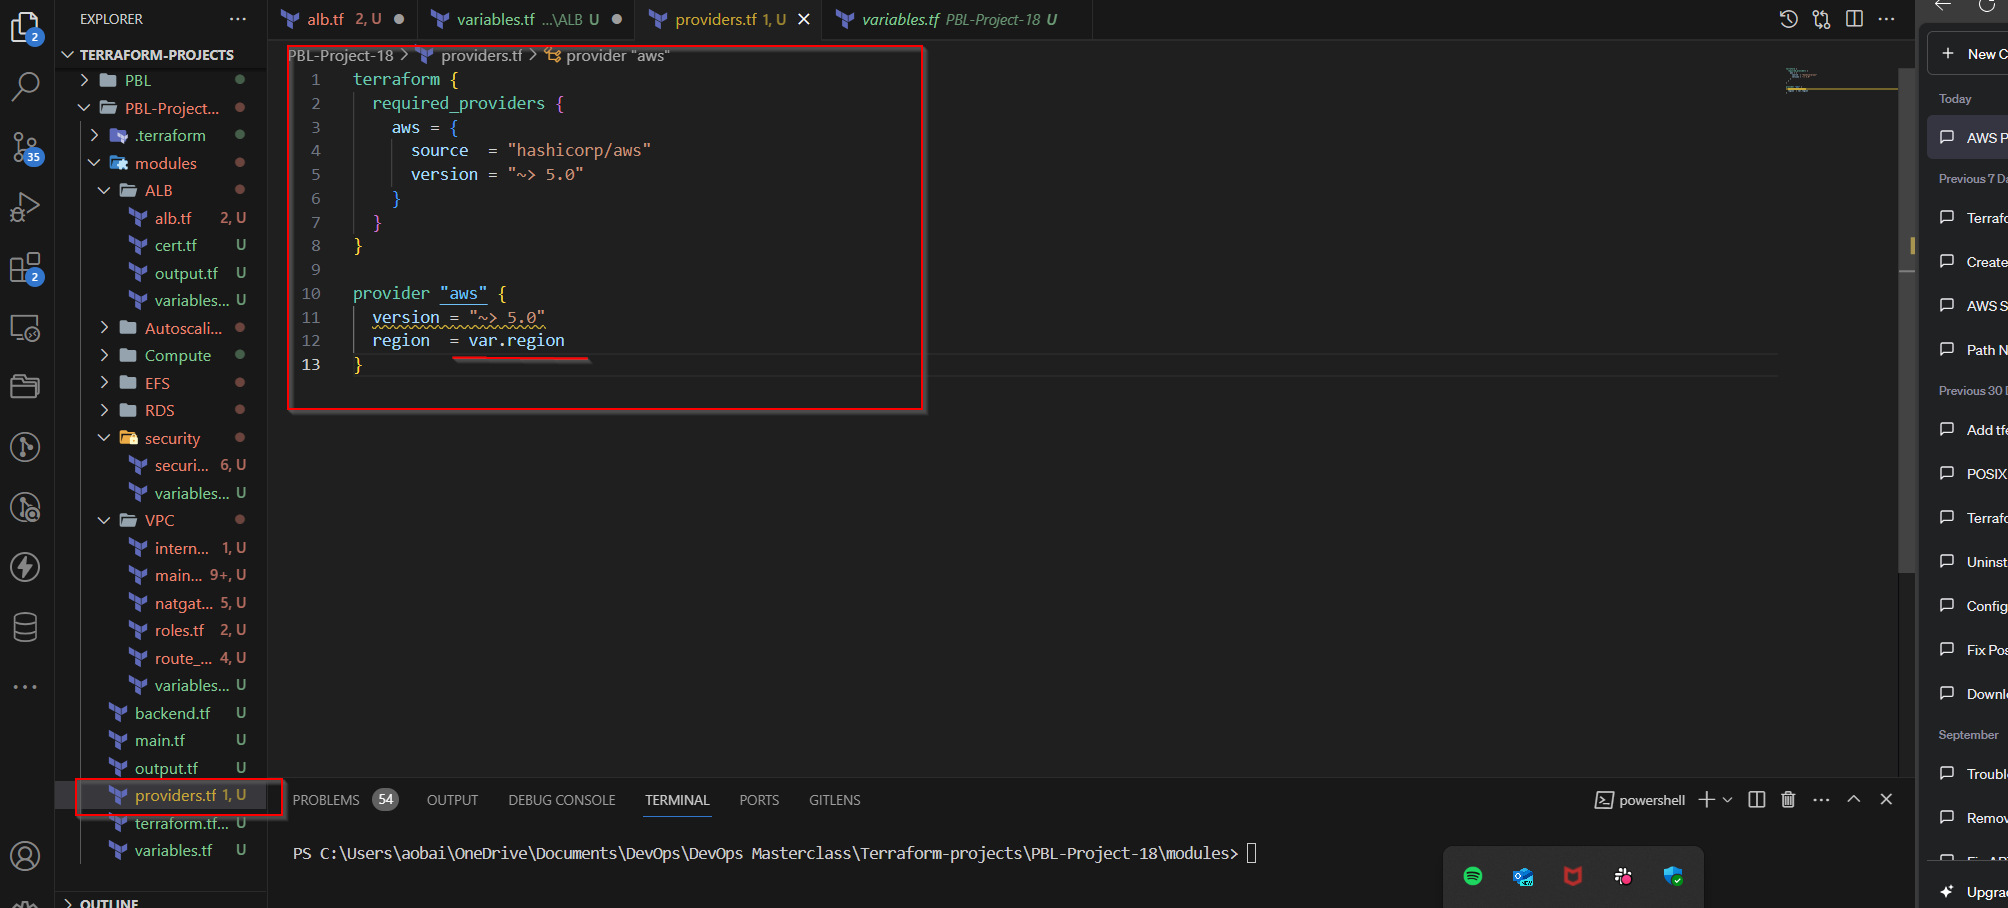 EXPLORER ...
TERRAFORM-PROJECTS
PBL
PBL-Project...
.terraform
modules
ALB
alb.tf 2, U
cert.tf U
output.tf U
variables... U
Autoscali...
Compute
EFS
RDS
security
securi... 6, U
variables... U
VPC
intern... 1, U
main... 9+, U
natgat... 5, U
roles.tf 2, U
route_... 4, U
variables... U
backend.tf U
main.tf U
output.tf U
providers.tf 1, U
terraform.tf... U
variables.tf U
OUTLINE
2
35
2
alb.tf 2, U
variables.tf ...\ALB U
providers.tf 1, U
variables.tf PBL-Project-18 U
PBL-Project-18 > providers.tf > provider "aws"
1 terraform {
2 required_providers {
3 aws = {
4 source = "hashicorp/aws"
5 version = "~> 5.0"
6 }
7 }
8 }
9
10 provider "aws" {
11 version = "~> 5.0"
12 region = var.region
13 }
PROBLEMS 54 OUTPUT DEBUG CONSOLE TERMINAL PORTS GITLENS
powershell
PS C:\Users\aobai\OneDrive\Documents\DevOps\DevOps Masterclass\Terraform-projects\PBL-Project-18\modules>
New C
Today
AWS P
Previous 7 Da
Terrafo
Create
AWS S
Path N
Previous 30 D
Add tfe
POSIX
Terrafo
Uninst
Config
Fix Pos
Downl
September
Troubl
Remov
Upgra